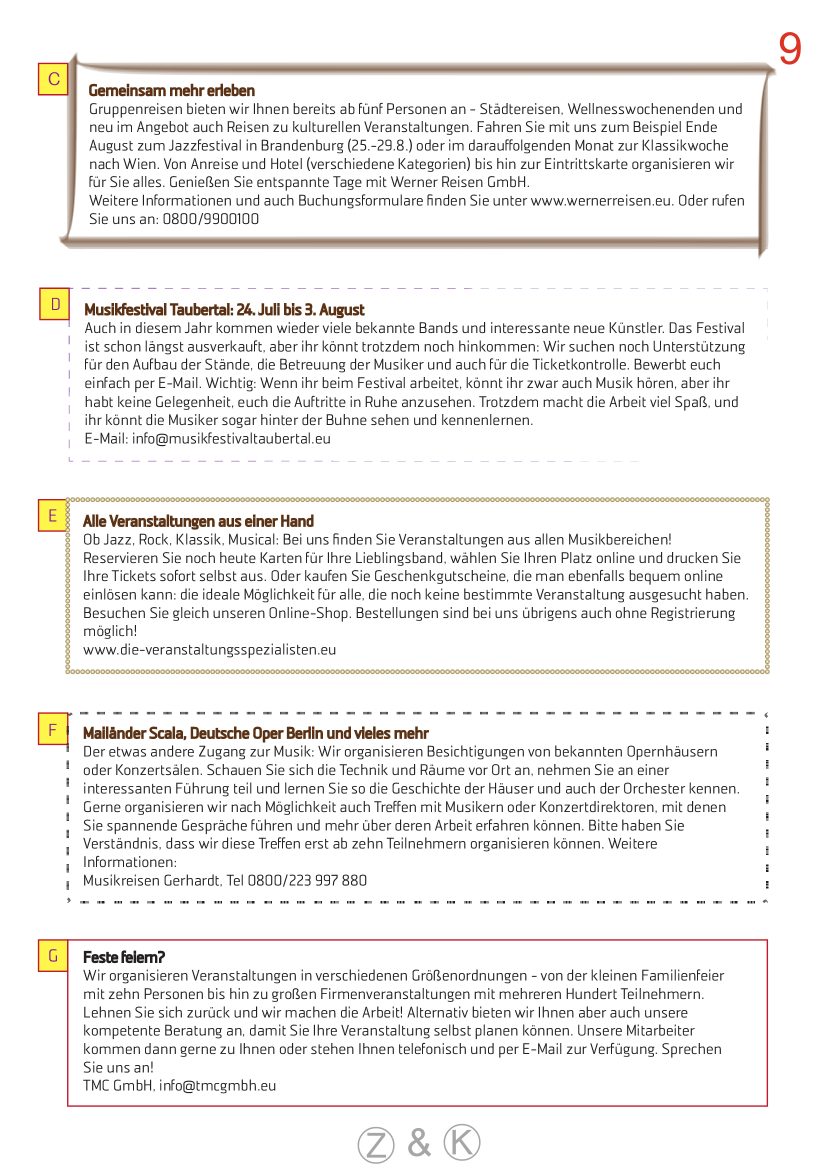 9
C
Gemeinsam mehr erleben
Gruppenreisen bieten wir Ihnen bereits ab fünf Personen an - Städtereisen, Wellnesswochenenden und
neu im Angebot auch Reisen zu kulturellen Veranstaltungen. Fahren Sie mit uns zum Beispiel Ende
August zum Jazzfestival in Brandenburg (25.-29.8.) oder im darauffolgenden Monat zur Klassikwoche
nach Wien. Von Anreise und Hotel (verschiedene Kategorien) bis hin zur Eintrittskarte organisieren wir
für Sie alles. Genießen Sie entspannte Tage mit Werner Reisen GmbH.
Weitere Informationen und auch Buchungsformulare finden Sie unter www.wernerreisen.eu. Oder rufen
Sie uns an: 0800/9900100
D
Musikfestival Taubertal: 24. Juli bis 3. August
Auch in diesem Jahr kommen wieder viele bekannte Bands und interessante neue Künstler. Das Festival
ist schon längst ausverkauft, aber ihr könnt trotzdem noch hinkommen: Wir suchen noch Unterstützung
für den Aufbau der Stände, die Betreuung der Musiker und auch für die Ticketkontrolle. Bewerbt euch
einfach per E-Mail. Wichtig: Wenn ihr beim Festival arbeitet, könnt ihr zwar auch Musik hören, aber ihr
habt keine Gelegenheit, euch die Auftritte in Ruhe anzusehen. Trotzdem macht die Arbeit viel Spaß, und
ihr könnt die Musiker sogar hinter der Buhne sehen und kennenlernen.
E-Mail: info@musikfestivaltaubertal.eu
E
Alle Veranstaltungen aus einer Hand
Ob Jazz, Rock, Klassik, Musical: Bei uns finden Sie Veranstaltungen aus allen Musikbereichen!
Reservieren Sie noch heute Karten für Ihre Lieblingsband, wählen Sie Ihren Platz online und drucken Sie
Ihre Tickets sofort selbst aus. Oder kaufen Sie Geschenkgutscheine, die man ebenfalls bequem online
einlösen kann: die ideale Möglichkeit für alle, die noch keine bestimmte Veranstaltung ausgesucht haben.
Besuchen Sie gleich unseren Online-Shop. Bestellungen sind bei uns übrigens auch ohne Registrierung
möglich!
www.die-veranstaltungsspezialisten.eu
F
Mailänder Scala, Deutsche Oper Berlin und vieles mehr
Der etwas andere Zugang zur Musik: Wir organisieren Besichtigungen von bekannten Opernhäusern
oder Konzertsälen. Schauen Sie sich die Technik und Räume vor Ort an, nehmen Sie an einer
interessanten Führung teil und lernen Sie so die Geschichte der Häuser und auch der Orchester kennen.
Gerne organisieren wir nach Möglichkeit auch Treffen mit Musikern oder Konzertdirektoren, mit denen
Sie spannende Gespräche führen und mehr über deren Arbeit erfahren können. Bitte haben Sie
Verständnis, dass wir diese Treffen erst ab zehn Teilnehmern organisieren können. Weitere
Informationen:
Musikreisen Gerhardt, Tel 0800/223 997 880
G
Feste feiern?
Wir organisieren Veranstaltungen in verschiedenen Größenordnungen - von der kleinen Familienfeier
mit zehn Personen bis hin zu großen Firmenveranstaltungen mit mehreren Hundert Teilnehmern.
Lehnen Sie sich zurück und wir machen die Arbeit! Alternativ bieten wir Ihnen aber auch unsere
kompetente Beratung an, damit Sie Ihre Veranstaltung selbst planen können. Unsere Mitarbeiter
kommen dann gerne zu Ihnen oder stehen Ihnen telefonisch und per E-Mail zur Verfügung. Sprechen
Sie uns an!
TMC GmbH, info@tmcgmbh.eu
Z & K